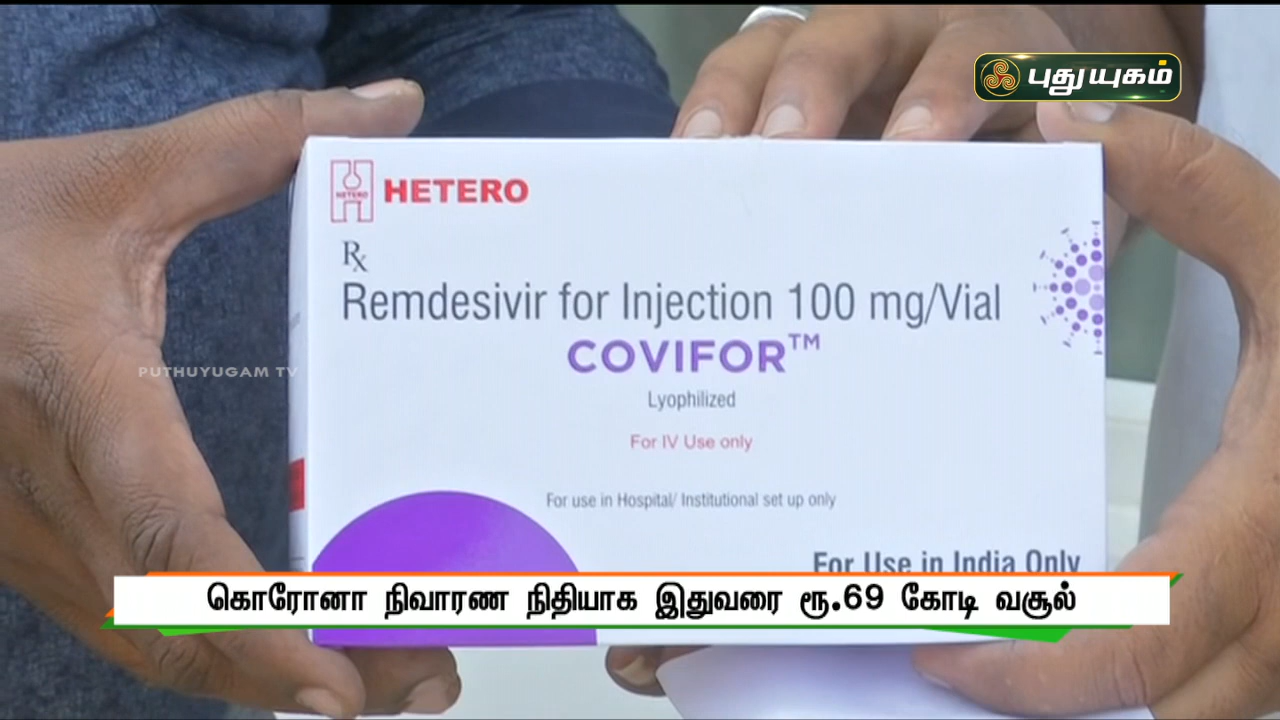 புதுயுகம்
HETERO
HETERO
Rx
Remdesivir for Injection 100 mg/Vial
COVIFOR™
PUTHUYUGAM TV
Lyophilized
For IV Use only
For use in Hospital/ Institutional set up only
For Use in India Only
கொரோனா நிவாரண நிதியாக இதுவரை ரூ.69 கோடி வசூல்